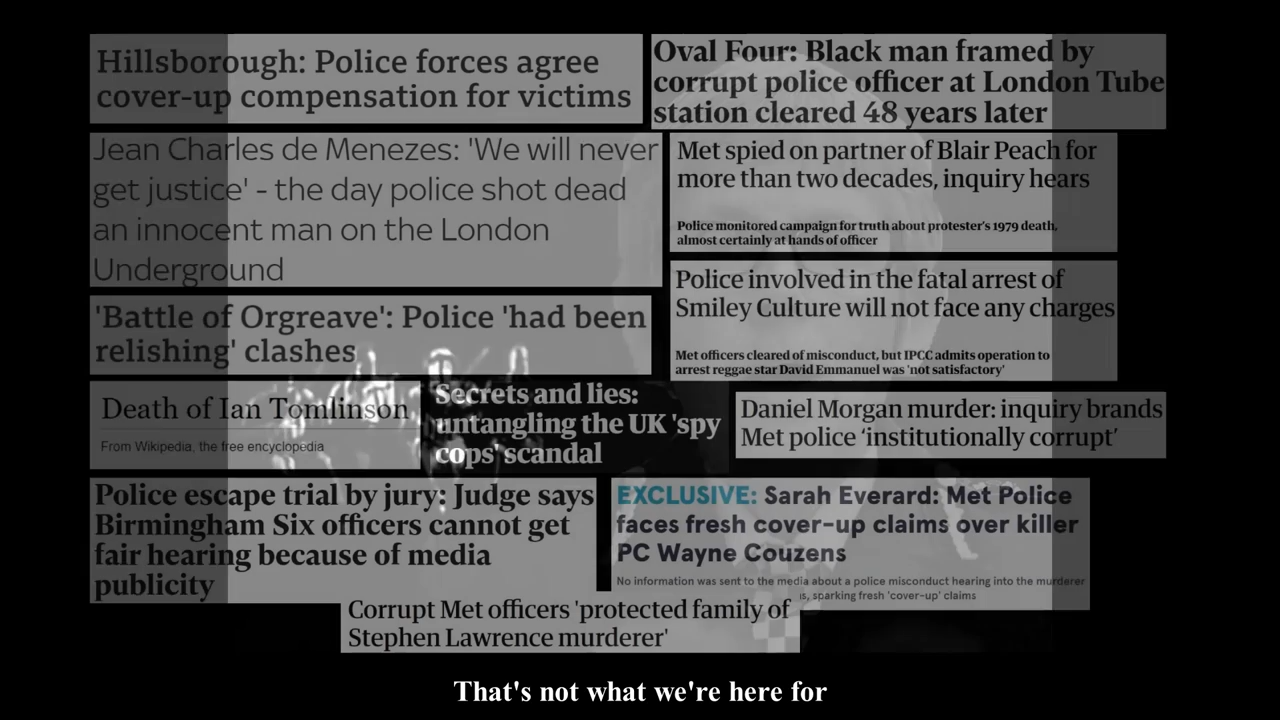 Hillsborough: Police forces agree
cover-up compensation for victims
Oval Four: Black man framed by
corrupt police officer at London Tube
station cleared 48 years later
Jean Charles de Menezes: 'We will never
get justice' - the day police shot dead
an innocent man on the London
Underground
Met spied on partner of Blair Peach for
more than two decades, inquiry hears
Police monitored campaign for truth about protester's 1979 death,
almost certainly at hands of officer
Police involved in the fatal arrest of
Smiley Culture will not face any charges
Met officers cleared of misconduct, but IPCC admits operation to
arrest reggae star David Emmanuel was 'not satisfactory'
'Battle of Orgreave': Police 'had been
relishing' clashes
Death of Ian Tomlinson
From Wikipedia, the free encyclopedia
Secrets and lies:
untangling the UK 'spy
cops' scandal
Daniel Morgan murder: inquiry brands
Met police ‘institutionally corrupt’
Police escape trial by jury: Judge says
Birmingham Six officers cannot get
fair hearing because of media
publicity
EXCLUSIVE: Sarah Everard: Met Police
faces fresh cover-up claims over killer
PC Wayne Couzens
No information was sent to the media about a police misconduct hearing into the murderer
, sparking fresh 'cover-up' claims
Corrupt Met officers 'protected family of
Stephen Lawrence murderer'
That's not what we're here for